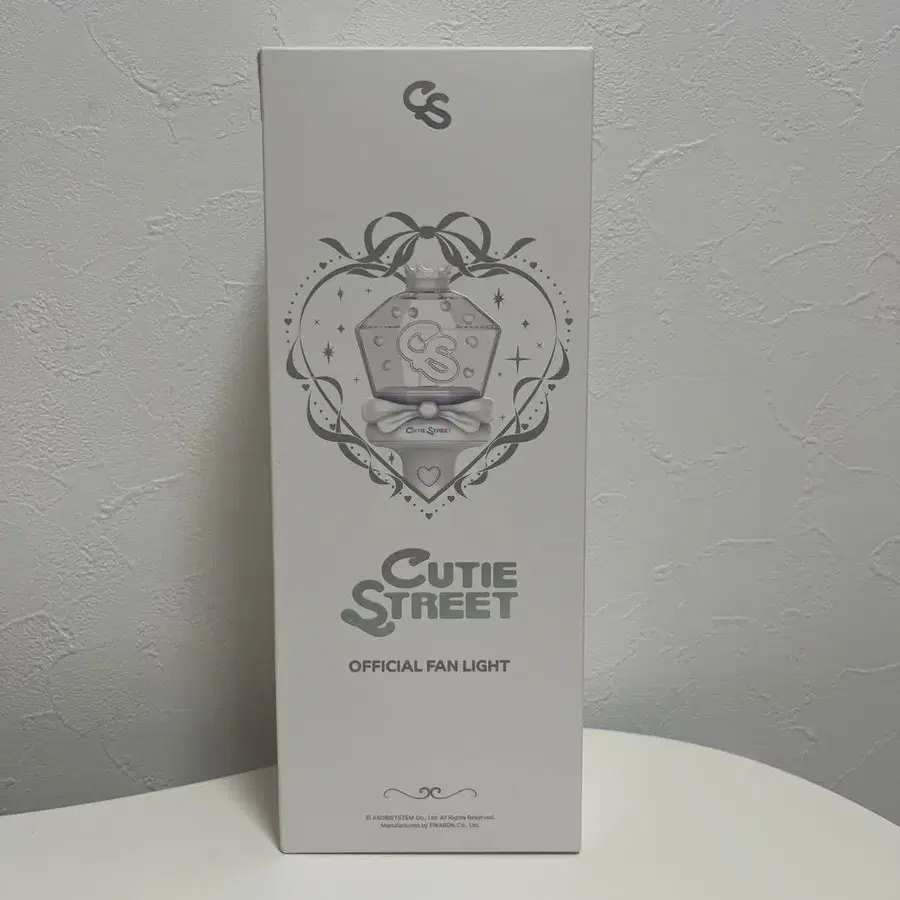 CS
CS
CUTIE STREET
CUTIE
STREET
OFFICIAL FAN LIGHT
© ASOBISYSTEM Co., Ltd. All Rights Reserved.
Manufactured by FANLIGHT Co., Ltd.